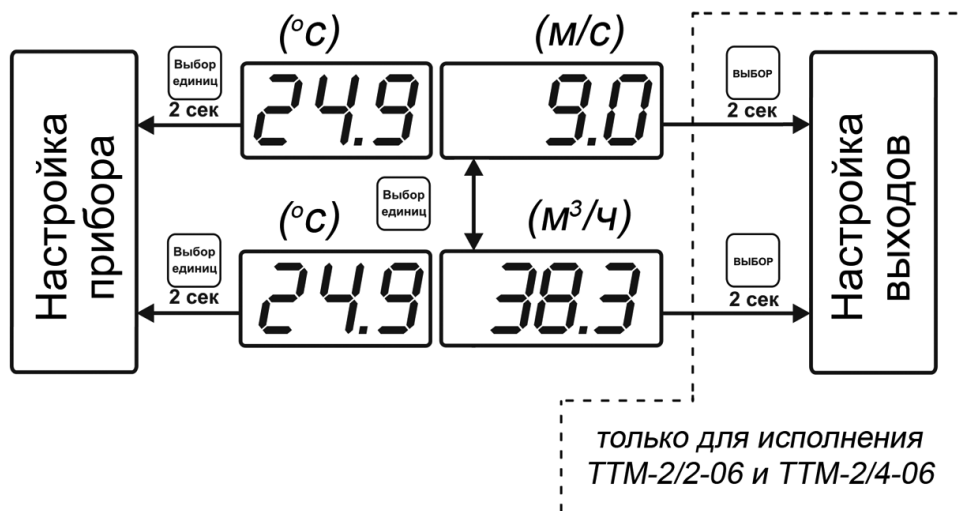 (°с) (м/с)
Выбор
единиц
2 сек
24.9 9.0
ВЫБОР
2 сек
Настройка
прибора
Выбор
единиц
Настройка
выходов
(°с) (м³/ч)
Выбор
единиц
2 сек
24.9 38.3
ВЫБОР
2 сек
только для исполнения
ТТМ-2/2-06 и ТТМ-2/4-06